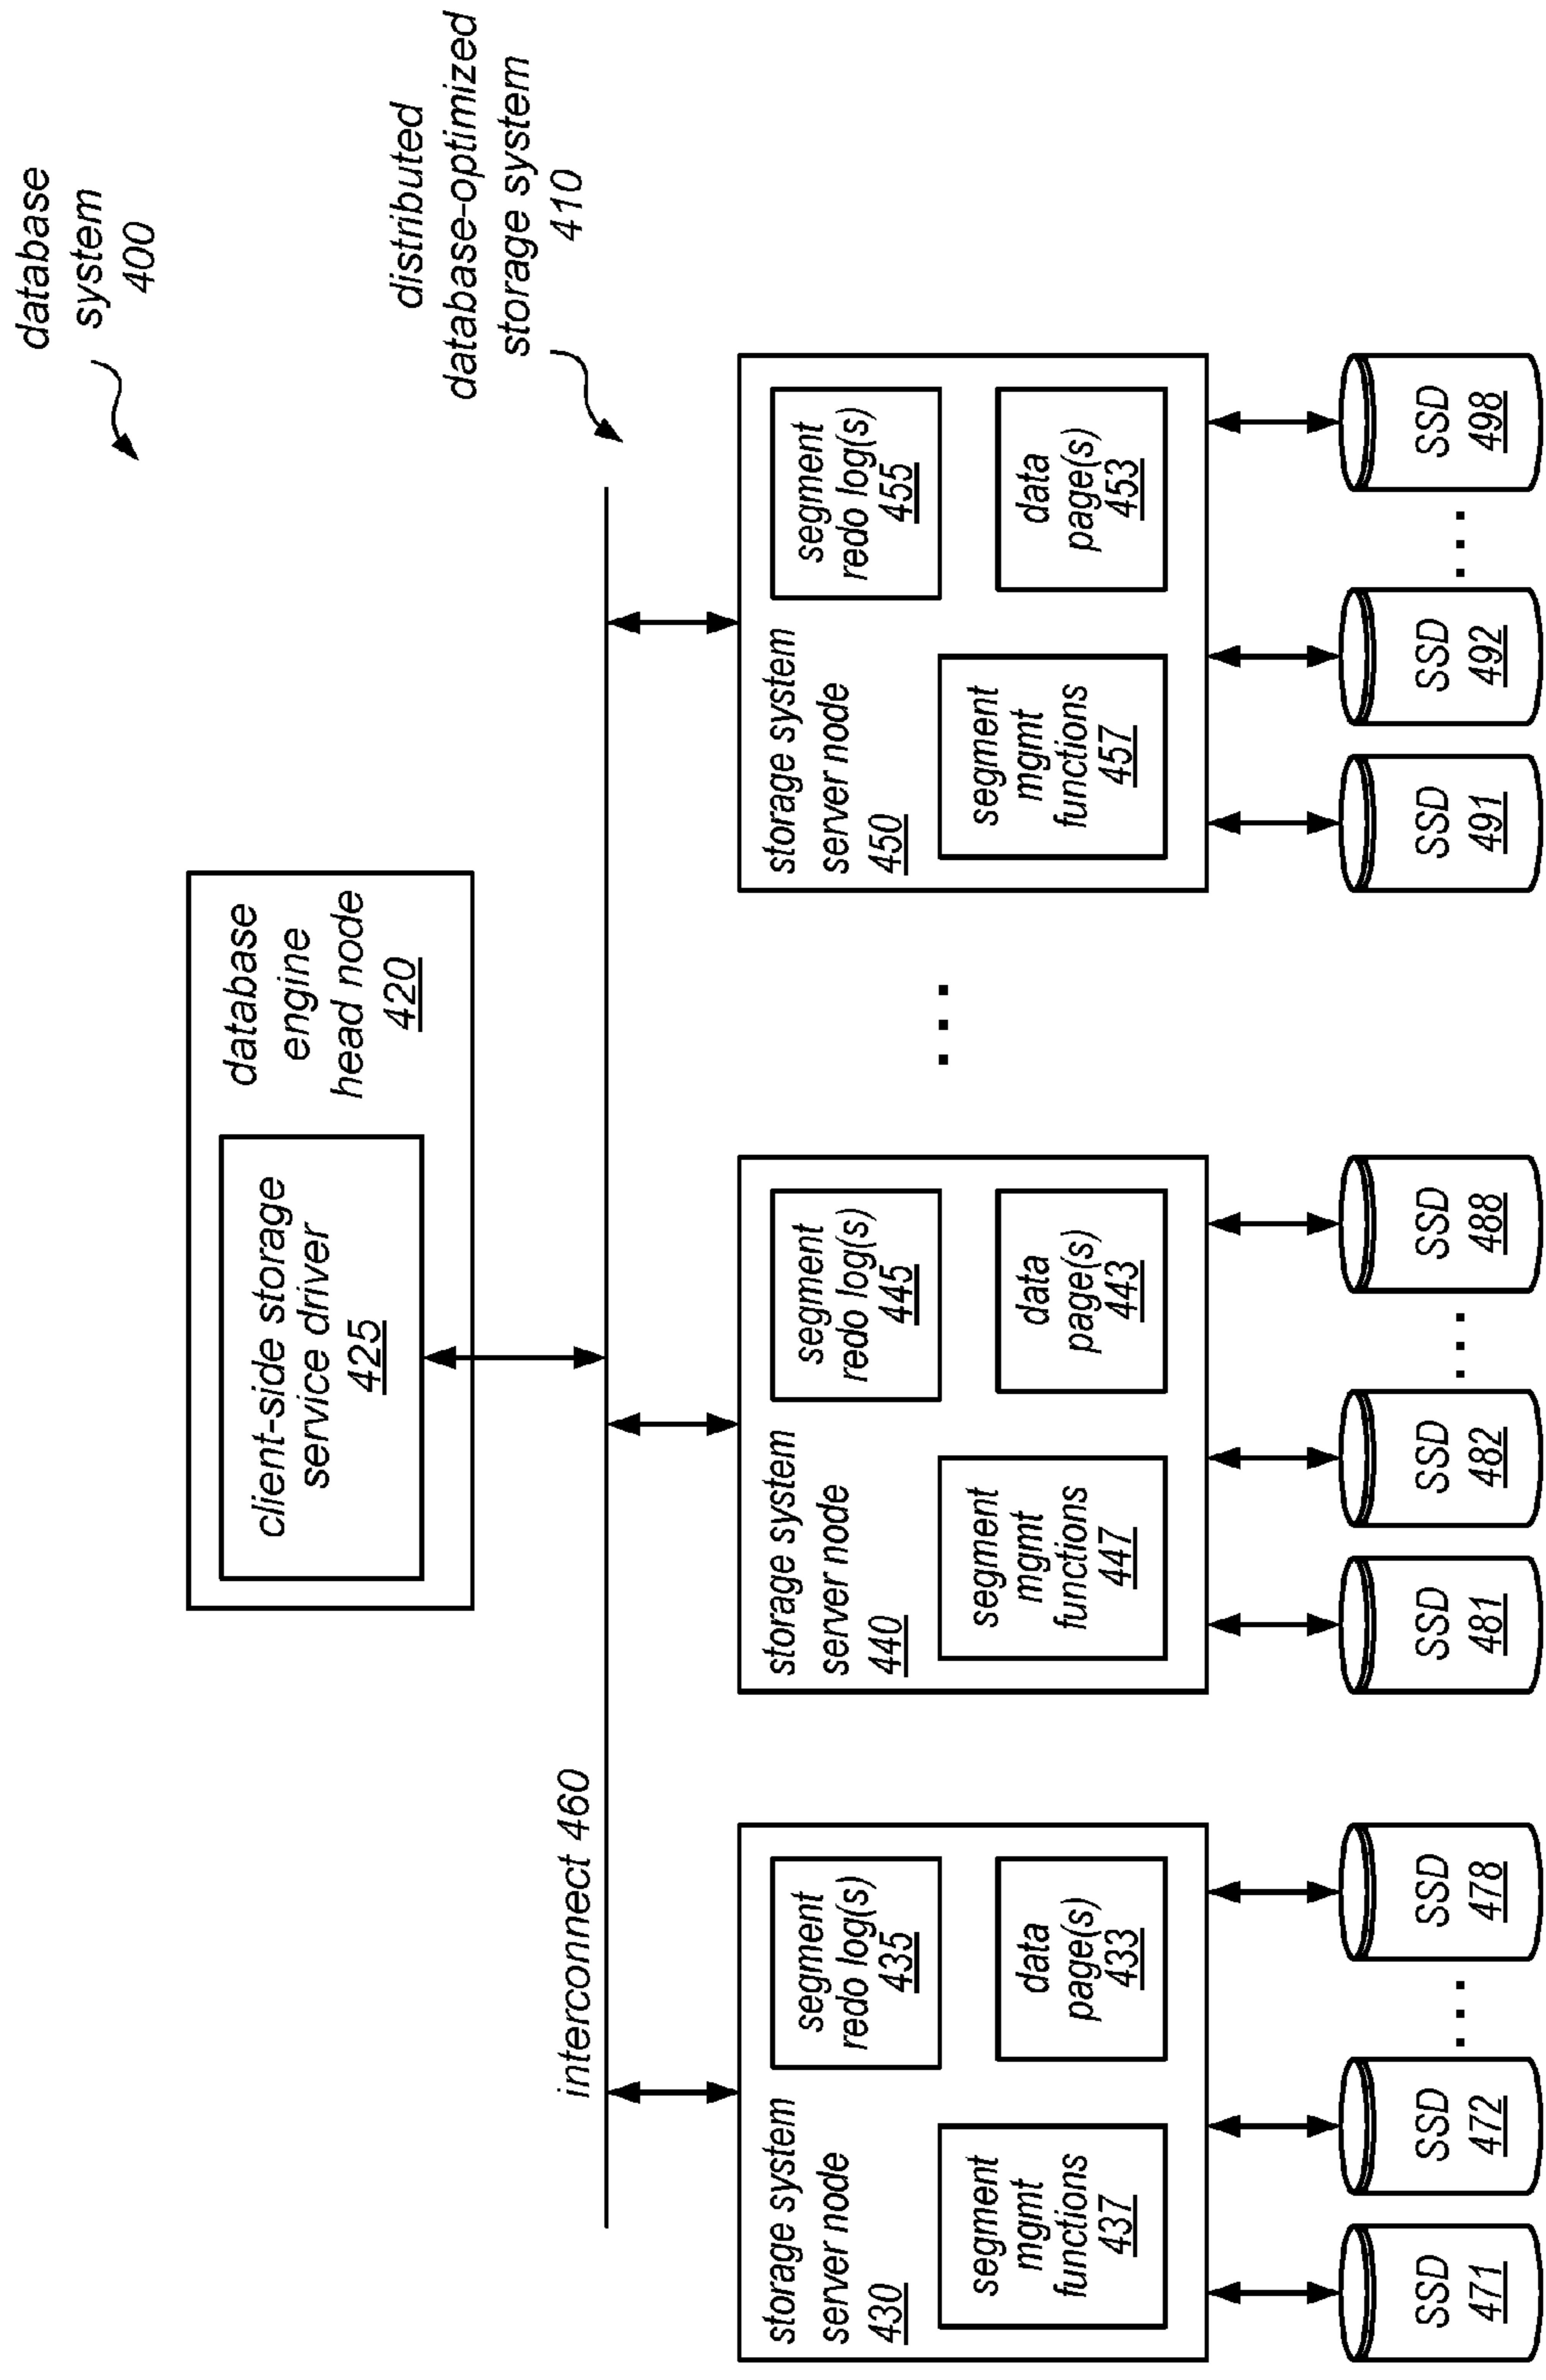 database
system
400
database
engine
head node
420
client-side storage
service driver
425
distributed
database-optimized
storage system
410
interconnect 460
storage system
server node
430
segment
redo log(s)
435
segment
mgmt
functions
437
data
page(s)
433
storage system
server node
440
segment
redo log(s)
445
segment
mgmt
functions
447
data
page(s)
443
...
storage system
server node
450
segment
redo log(s)
455
segment
mgmt
functions
457
data
page(s)
453
SSD
471
SSD
472
...
SSD
478
SSD
481
SSD
482
...
SSD
488
SSD
491
SSD
492
...
SSD
498